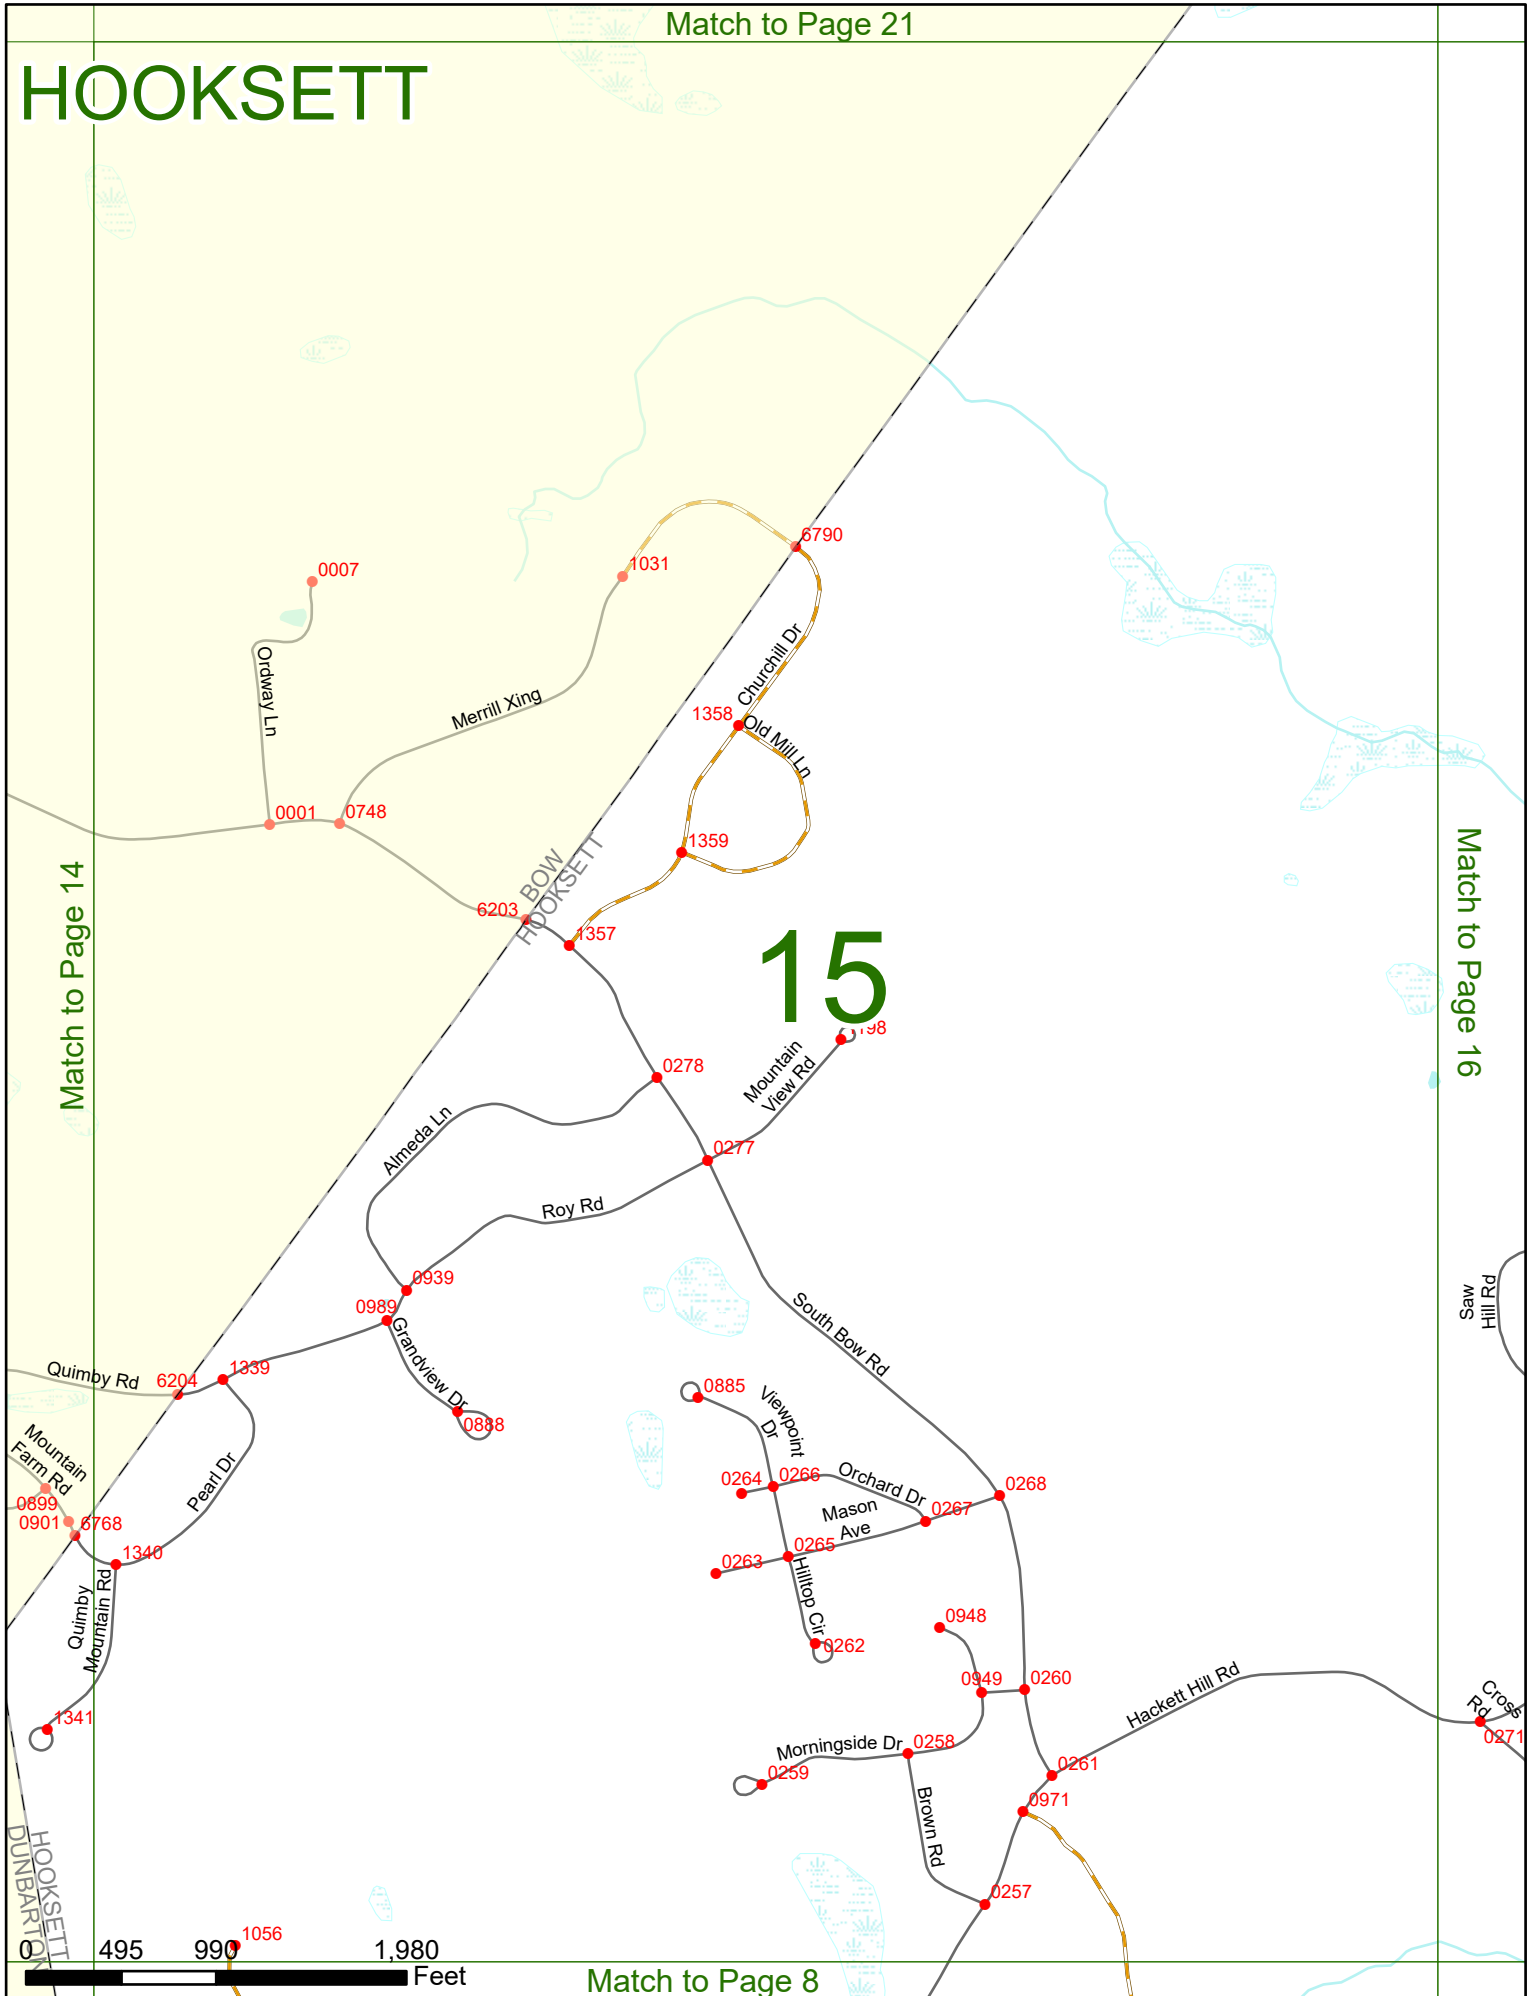 Match to Page 21
HOOKSETT
6790
1031
0007
Ordway Ln
Merrill Xing
Churchill Dr
1358
Old Mill Ln
0001
0748
1359
BOW
HOOKSETT
6203
1357
Match to Page 14
Match to Page 16
15
0278
Mountain
View Rd
Almeda Ln
0277
Roy Rd
0939
0989
Grandview Dr
South Bow Rd
Saw
Hill Rd
Quimby Rd
6204
1339
0885
0888
Viewpoint
Dr
Mountain
Farm Rd
Pearl Dr
0264
0266
Orchard Dr
0268
0899
0901
6768
Mason
Ave
0267
1340
0265
0263
Quimby
Mountain Rd
Hilltop Cir
0262
0948
0949
0260
Hackett Hill Rd
Cross
Rd
0271
1341
Morningside Dr
0258
0259
0261
0971
Brown Rd
HOOKSETT
DUNBARTON
0257
1056
0 495 990 1,980
Feet
Match to Page 8